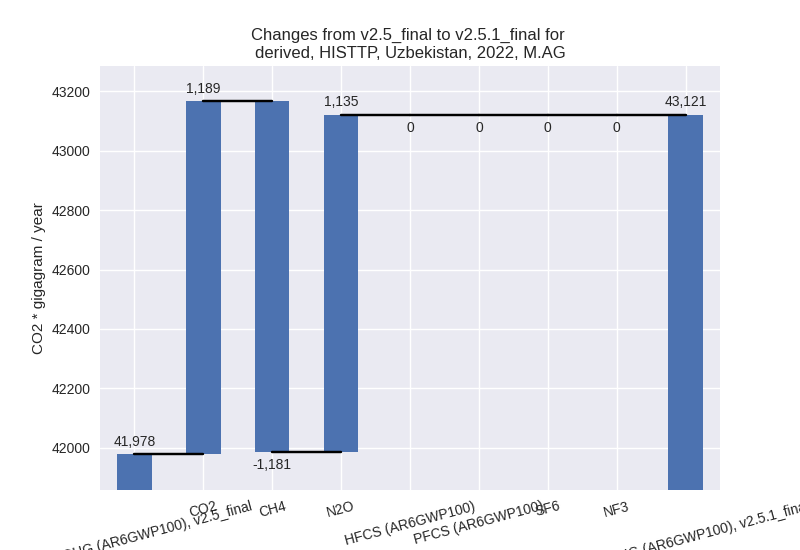 Changes from v2.5_final to v2.5.1_final for
derived, HISTTP, Uzbekistan, 2022, M.AG
CO2 * gigagram / year
43200
43000
42800
42600
42400
42200
42000
41,978
1,189
-1,181
1,135
0
0
0
0
43,121
(AR6GWP100), v2.5_final
CO2
CH4
N2O
HFCS (AR6GWP100)
PFCS (AR6GWP100)
SF6
NF3
(AR6GWP100), v2.5.1_final